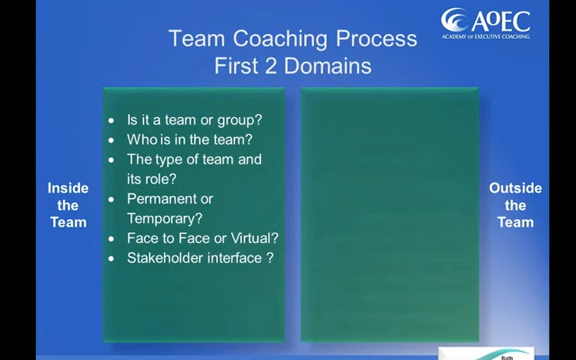 AOEC
ACADEMY OF EXECUTIVE COACHING
Team Coaching Process
First 2 Domains
Inside
the
Team
• Is it a team or group?
• Who is in the team?
• The type of team and
its role?
• Permanent or
Temporary?
• Face to Face or Virtual?
• Stakeholder interface ?
Outside
the
Team
Bath